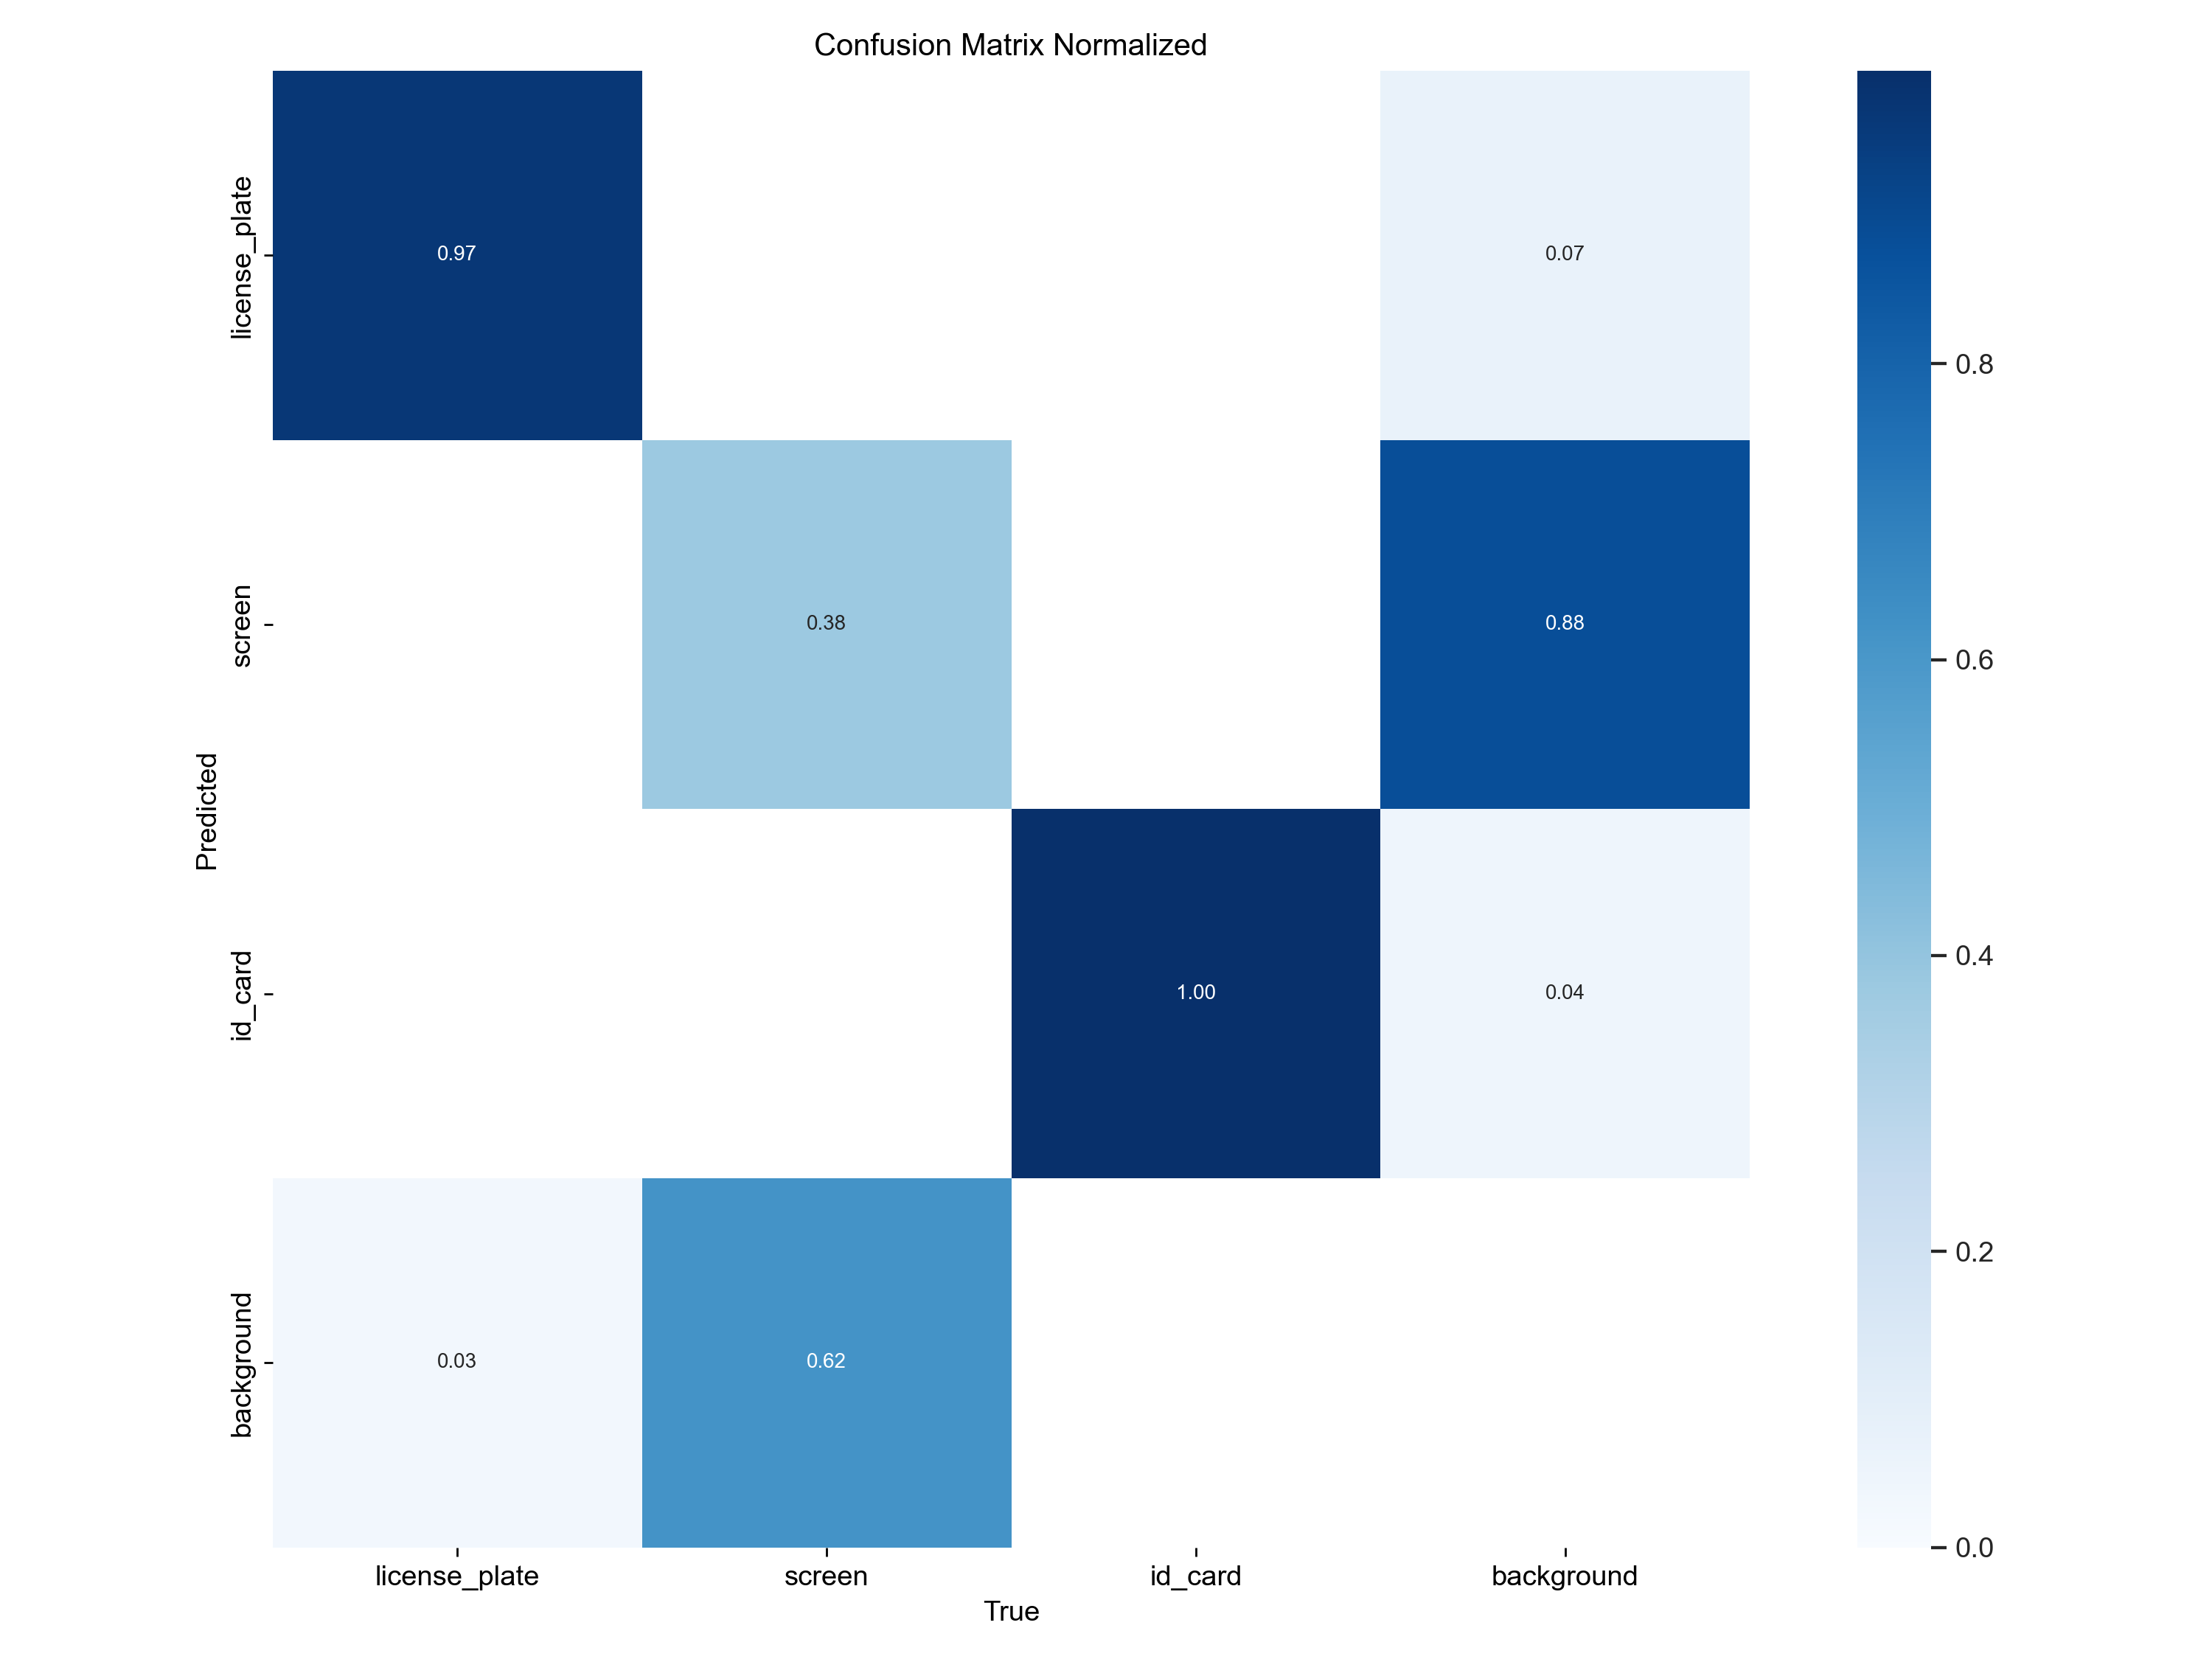 Confusion Matrix Normalized
license_plate
0.97
0.07
0.8
screen
0.38
0.88
0.6
Predicted
id_card
1.00
0.04
0.4
background
0.03
0.62
0.2
0.0
license_plate
screen
id_card
background
True